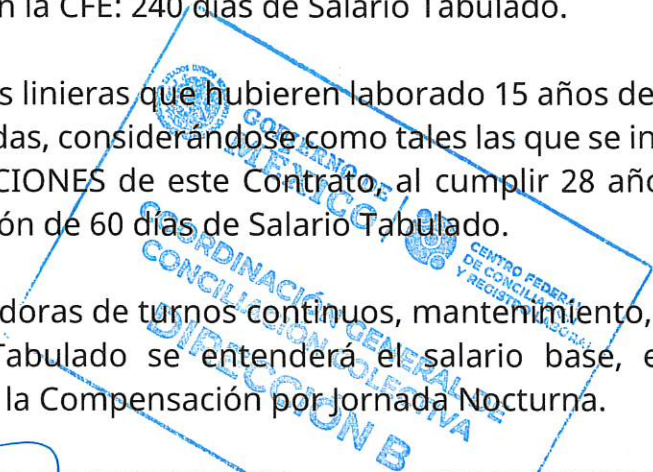 n la CFE: 240 días de Salario Tabulado.
s linieras que hubieren laborado 15 años de
das, considerándose como tales las que se in
CIONES de este Contrato, al cumplir 28 año
ón de 60 días de Salario Tabulado.
doras de turnos continuos, mantenimiento,
Tabulado se entenderá el salario base, e
la Compensación por Jornada Nocturna.
GOBIERNO DE
MÉXICO
CENTRO FEDERAL
DE CONCILIACIÓN
Y REGISTRO LABORAL
COORDINACIÓN GENERAL DE
CONCILIACIÓN COLECTIVA
DIRECCIÓN B